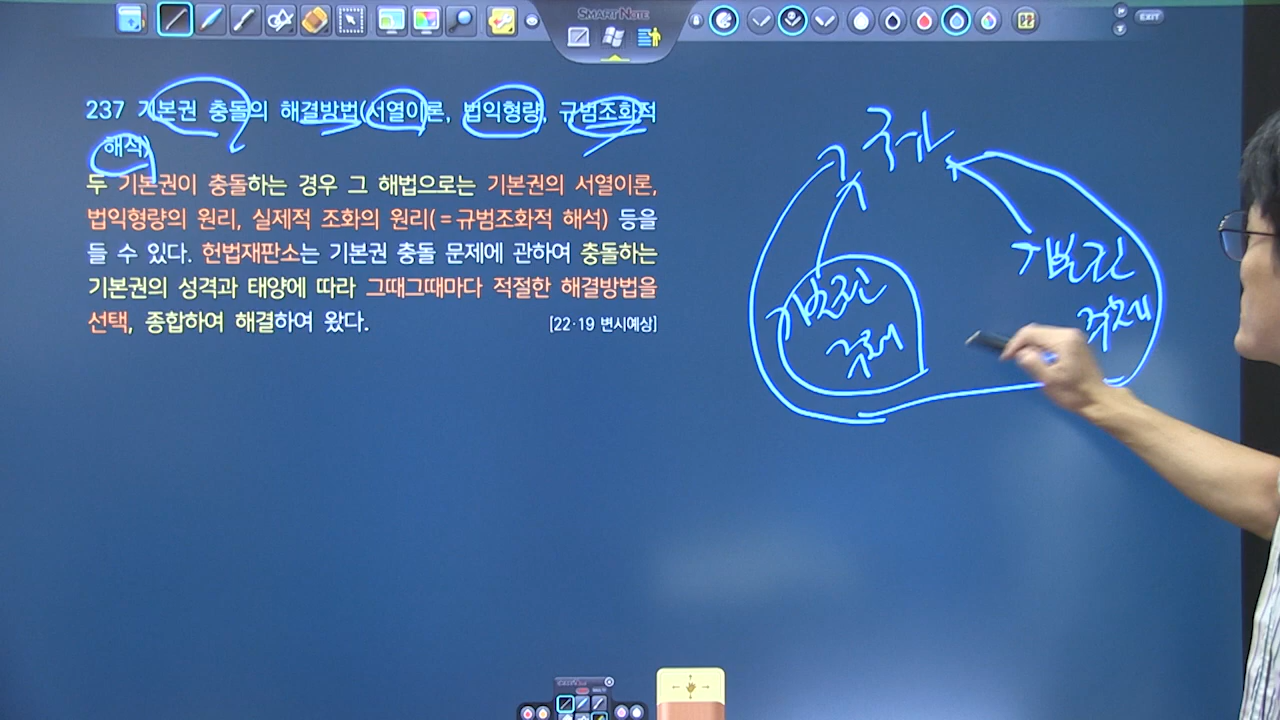 SMART NOTE
EXIT
237 기본권 충돌의 해결방법(서열이론, 법익형량, 규범조화적
해석)
두 기본권이 충돌하는 경우 그 해법으로는 기본권의 서열이론,
법익형량의 원리, 실제적 조화의 원리(=규범조화적 해석) 등을
들 수 있다. 헌법재판소는 기본권 충돌 문제에 관하여 충돌하는
기본권의 성격과 태양에 따라 그때그때마다 적절한 해결방법을
선택, 종합하여 해결하여 왔다.
[22·19 변시예상]
국가
기본권
주체
기본권
주체